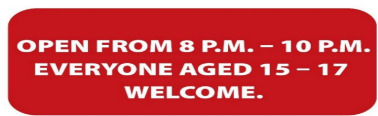 OPEN FROM 8 P.M. – 10 P.M.
EVERYONE AGED 15 – 17
WELCOME.